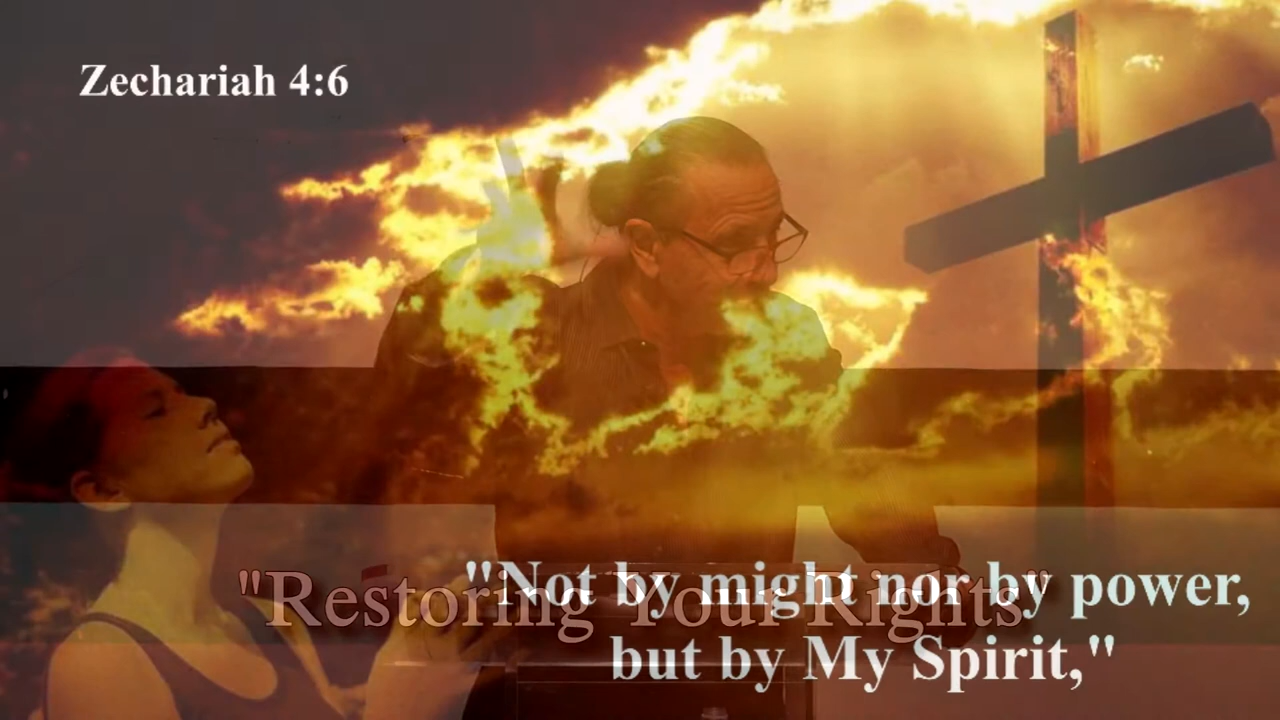 Zechariah 4:6
"Restoring Your Rights"
"Not by might nor by power,
but by My Spirit,"